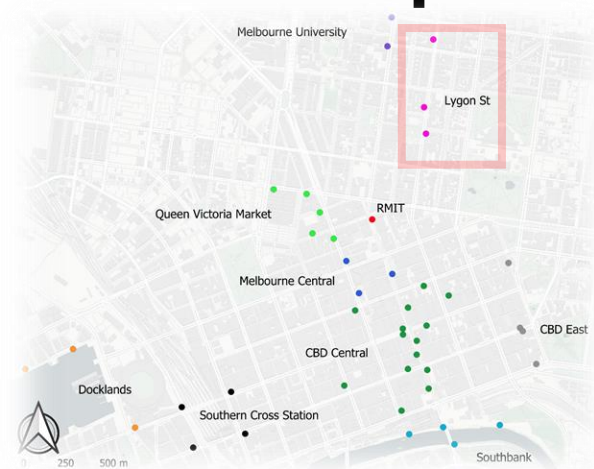 Melbourne University
Lygon St
RMIT
Queen Victoria Market
Melbourne Central
CBD East
CBD Central
Docklands
Southern Cross Station
Southbank
0 250 500 m